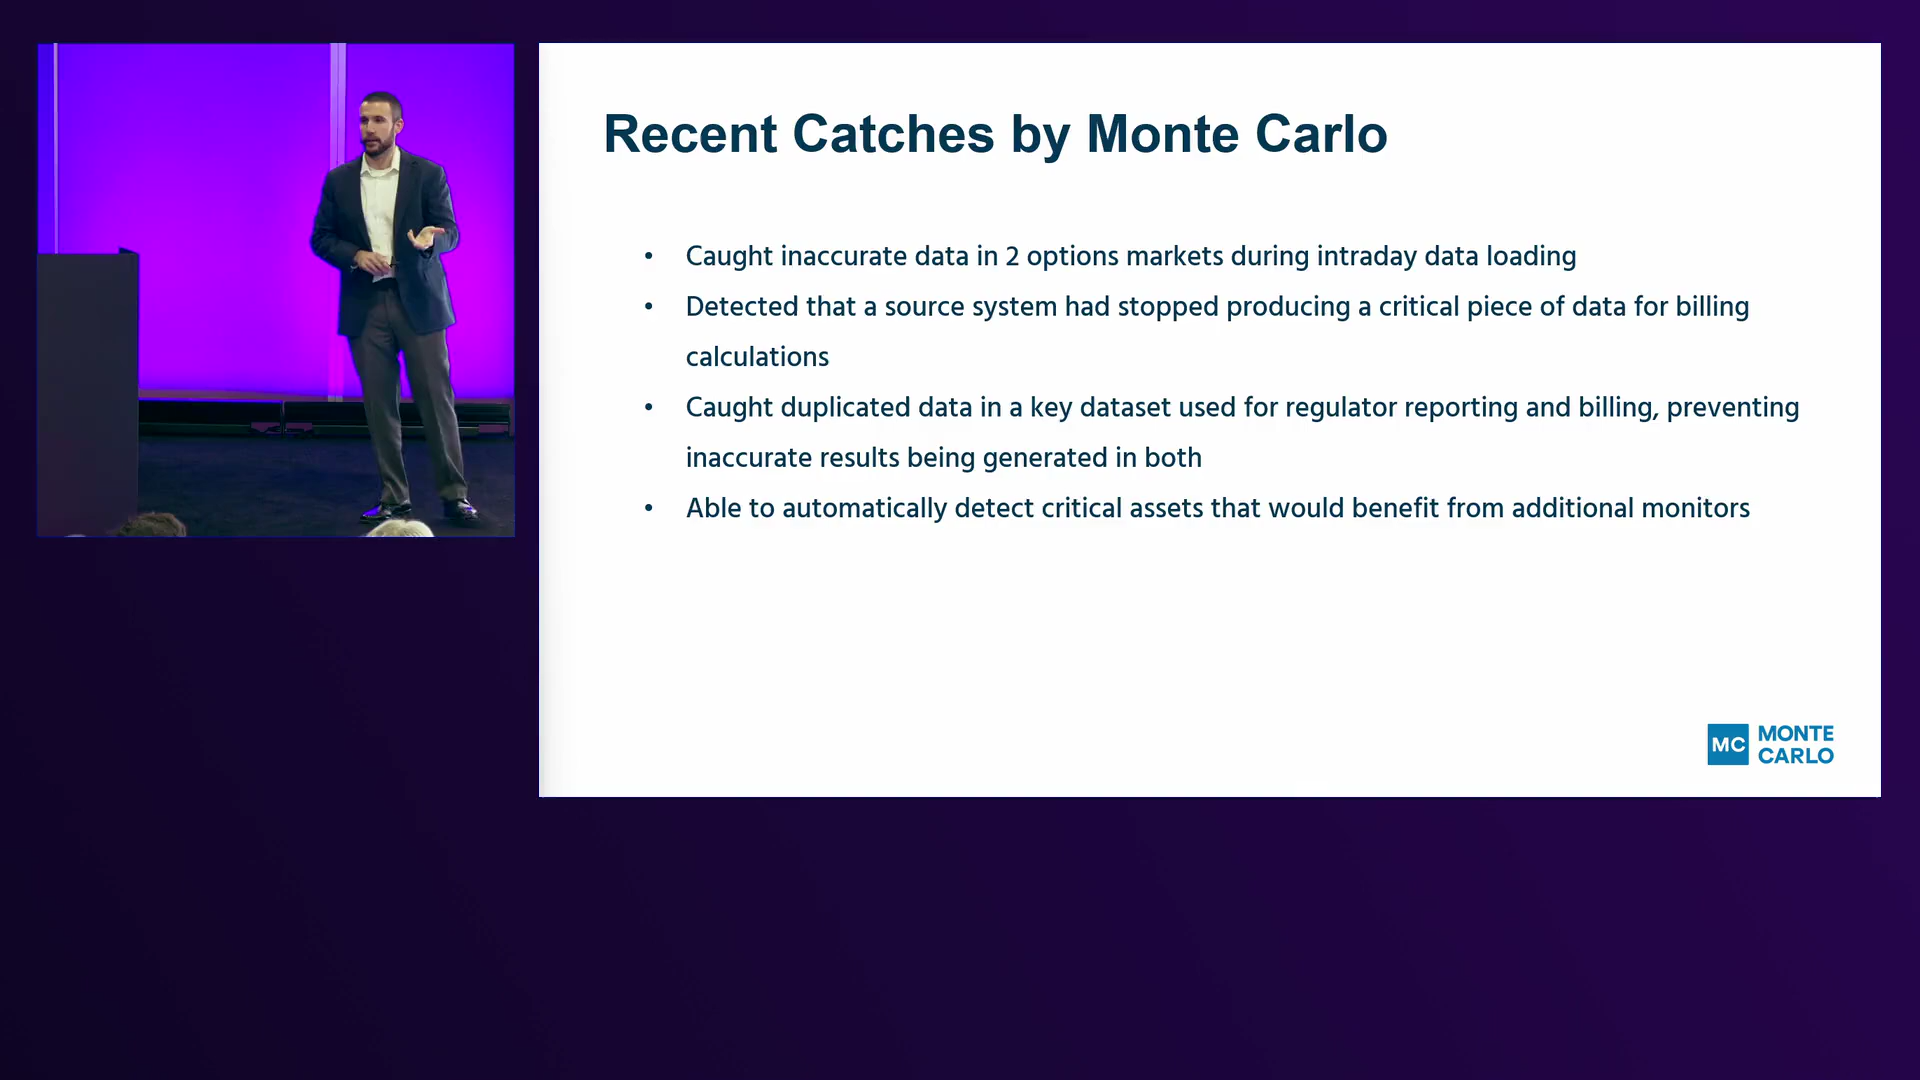 Recent Catches by Monte Carlo
• Caught inaccurate data in 2 options markets during intraday data loading
• Detected that a source system had stopped producing a critical piece of data for billing
calculations
• Caught duplicated data in a key dataset used for regulator reporting and billing, preventing
inaccurate results being generated in both
• Able to automatically detect critical assets that would benefit from additional monitors
MC
MONTE
CARLO